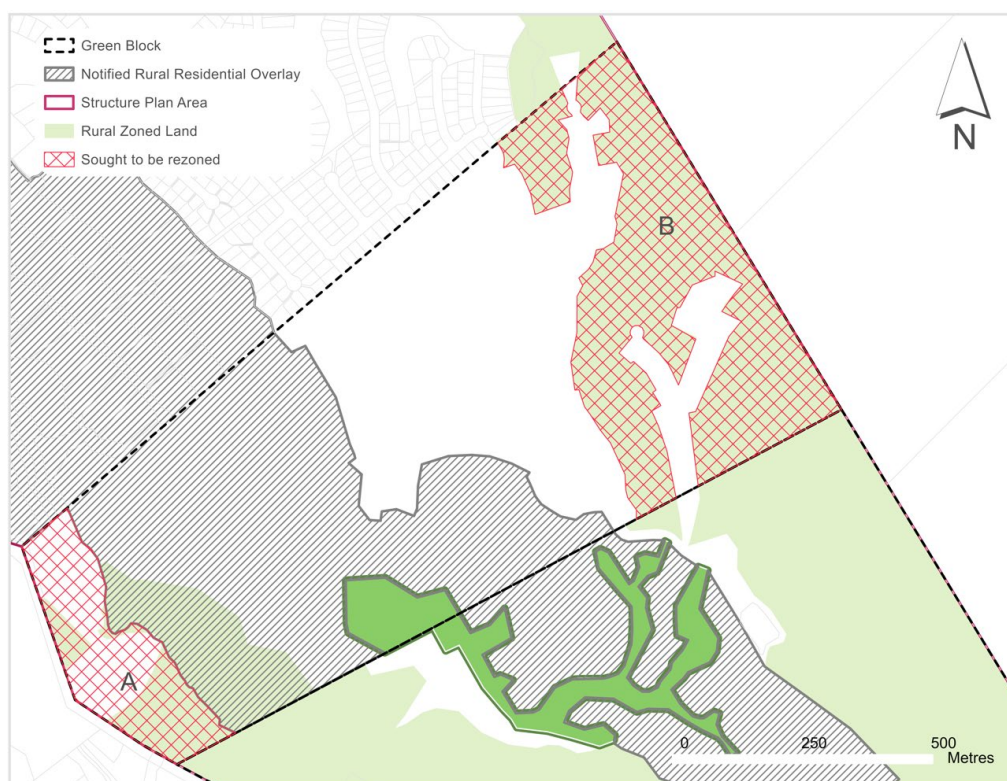 Green Block
Notified Rural Residential Overlay
Structure Plan Area
Rural Zoned Land
Sought to be rezoned
N
B
A
0 250 500
Metres